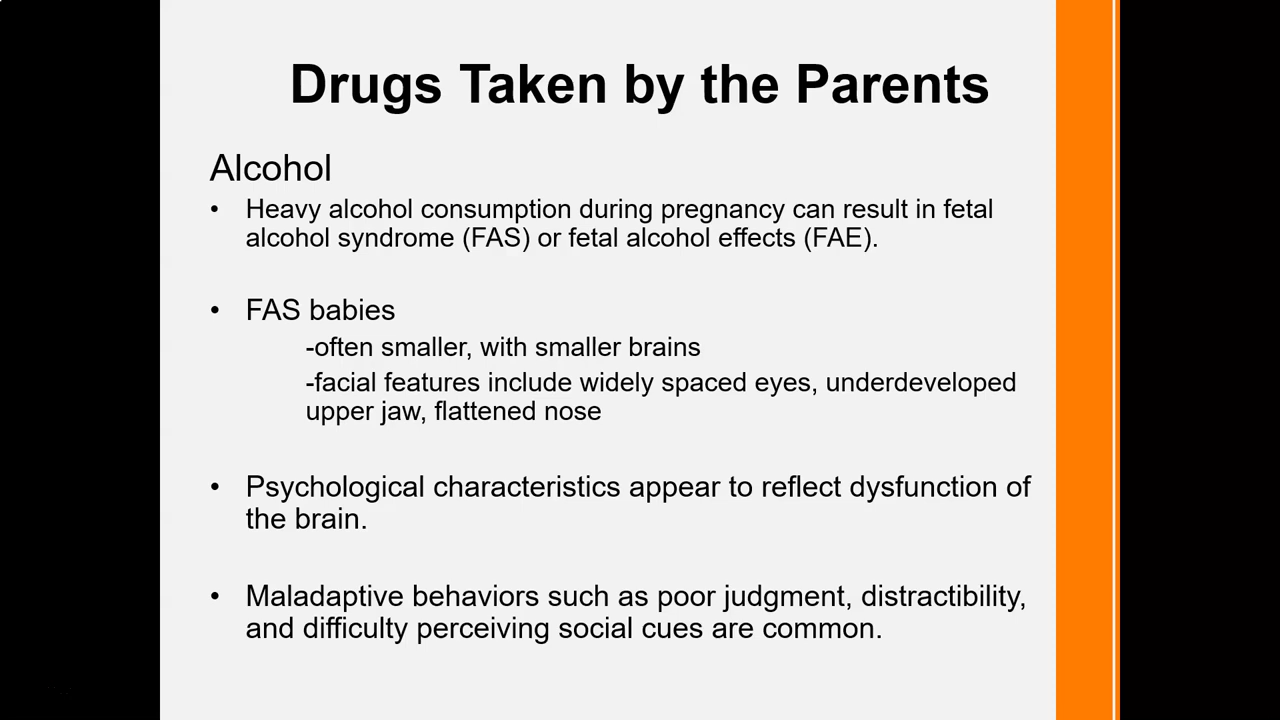 Drugs Taken by the Parents
Alcohol
• Heavy alcohol consumption during pregnancy can result in fetal
alcohol syndrome (FAS) or fetal alcohol effects (FAE).
• FAS babies
-often smaller, with smaller brains
-facial features include widely spaced eyes, underdeveloped
upper jaw, flattened nose
• Psychological characteristics appear to reflect dysfunction of
the brain.
• Maladaptive behaviors such as poor judgment, distractibility,
and difficulty perceiving social cues are common.